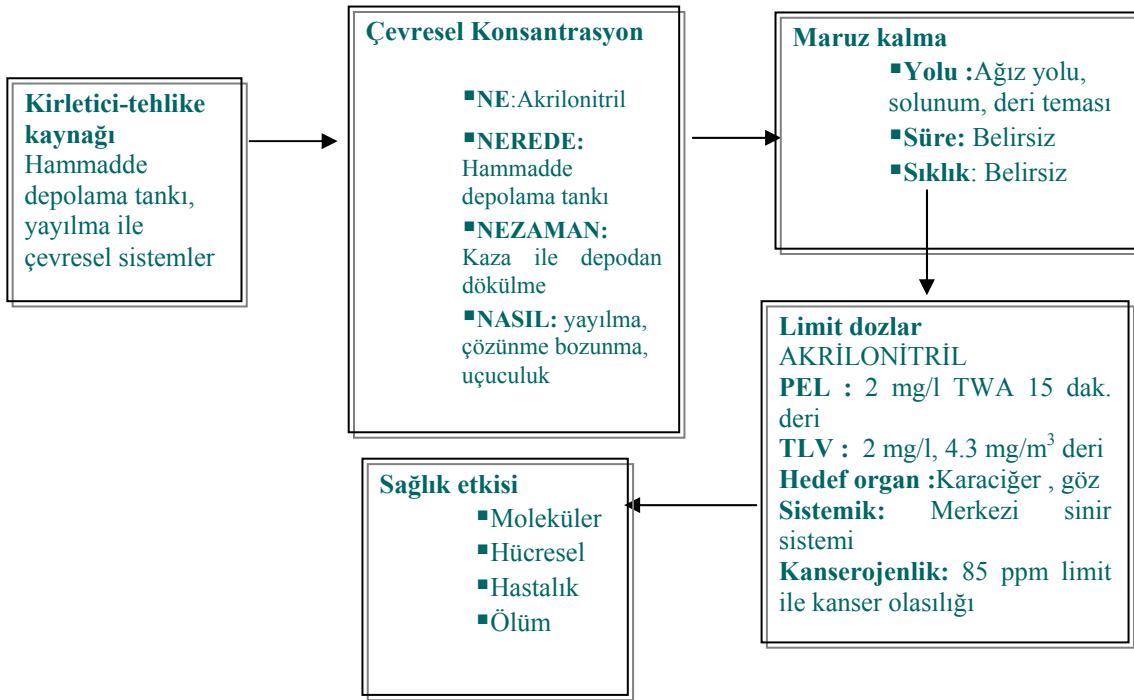 Kirletici-tehlike
kaynağı
Hammadde
depolama tankı,
yayılma ile
çevresel sistemler
Çevresel Konsantrasyon
▪NE:Akrilonitril
▪NEREDE:
Hammadde
depolama tankı
▪NEZAMAN:
Kaza ile depodan
dökülme
▪NASIL: yayılma,
çözünme bozunma,
uçuculuk
Maruz kalma
▪Yolu :Ağız yolu,
solunum, deri teması
▪Süre: Belirsiz
▪Sıklık: Belirsiz
Limit dozlar
AKRİLONİTRİL
PEL : 2 mg/l TWA 15 dak.
deri
TLV : 2 mg/l, 4.3 mg/m³ deri
Hedef organ :Karaciğer , göz
Sistemik: Merkezi sinir
sistemi
Kanserojenlik: 85 ppm limit
ile kanser olasılığı
Sağlık etkisi
▪Moleküler
▪Hücresel
▪Hastalık
▪Ölüm